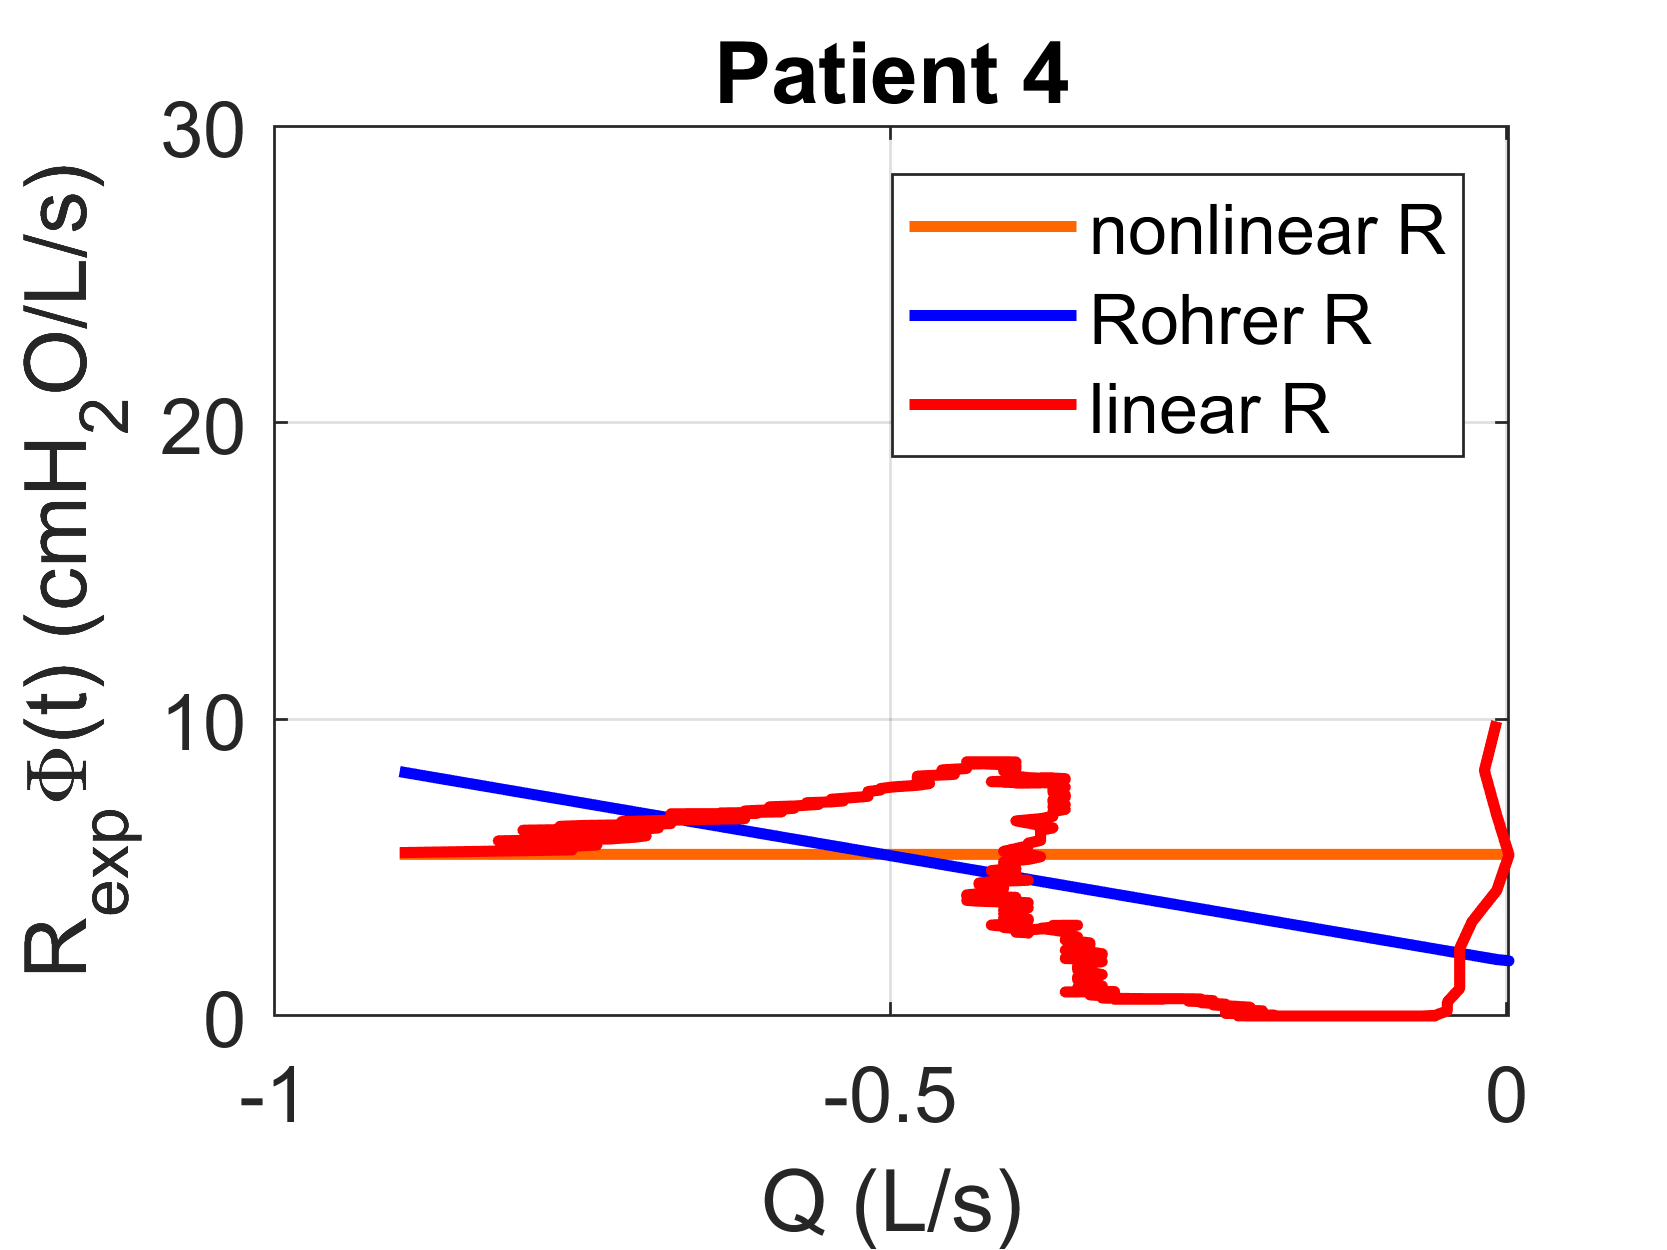 Patient 4
R_exp Φ(t) (cmH_2O/L/s)
30
20
10
0
nonlinear R
Rohrer R
linear R
-1
-0.5
0
Q (L/s)